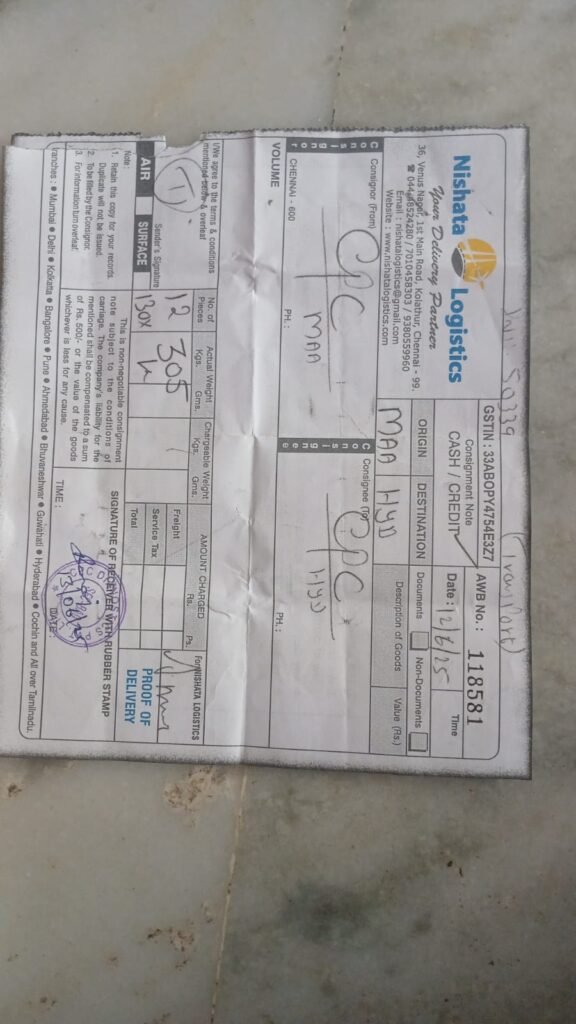 50339 (Transport)
Nishata Logistics
Your Delivery Partner
36, Venus Nagar, 1st Main Road, Kolathur, Chennai - 99.
7010458303 / 9380559960
Email : nishatalogistics@gmail.com
Website : www.nishatalogistics.com
GSTIN : 33ABOPY4754E3Z7
Consignment Note
CASH / CREDIT
AWB No. : 118581
Date : 12/6/25
Time
ORIGIN
DESTINATION
Documents
Non-Documents
MAA
HYD
Description of Goods
Value (Rs.)
Consignor
Consignor (From)
CPC
MAA
CHENNAI - 600
PH. :
Consignee
Consignee (To)
CPC
HYD
PH. :
VOLUME
I/We agree to the terms & conditions
mentioned below & overleaf
Sender's Signature
AIR
SURFACE
No. of Pieces
Actual Weight
Kgs. Gms.
Chargeable Weight
Kgs. Gms.
AMOUNT CHARGED
Rs. Ps.
12
Box
305
Freight
Service Tax
Total
For NISHATA LOGISTICS
PROOF OF
DELIVERY
Note :
1. Retain this copy for your records.
Duplicate will not be issued.
2. To be filled by the Consignor.
3. For information turn overleaf.
This is non-negotiable consignment
note subject to the conditions of
carriage. The company's liability for the
mentioned shall be compensated to a sum
of Rs. 500/- or the value of the goods
whichever is less for any cause.
SIGNATURE OF RECEIVER WITH RUBBER STAMP
TIME :
DATE
Branches : ● Mumbai ● Delhi ● Kolkatta ● Bangalore ● Pune ● Ahmedabad ● Bhuvaneshwar ● Guwahati ● Hyderabad ● Cochin and All over Tamilnadu.